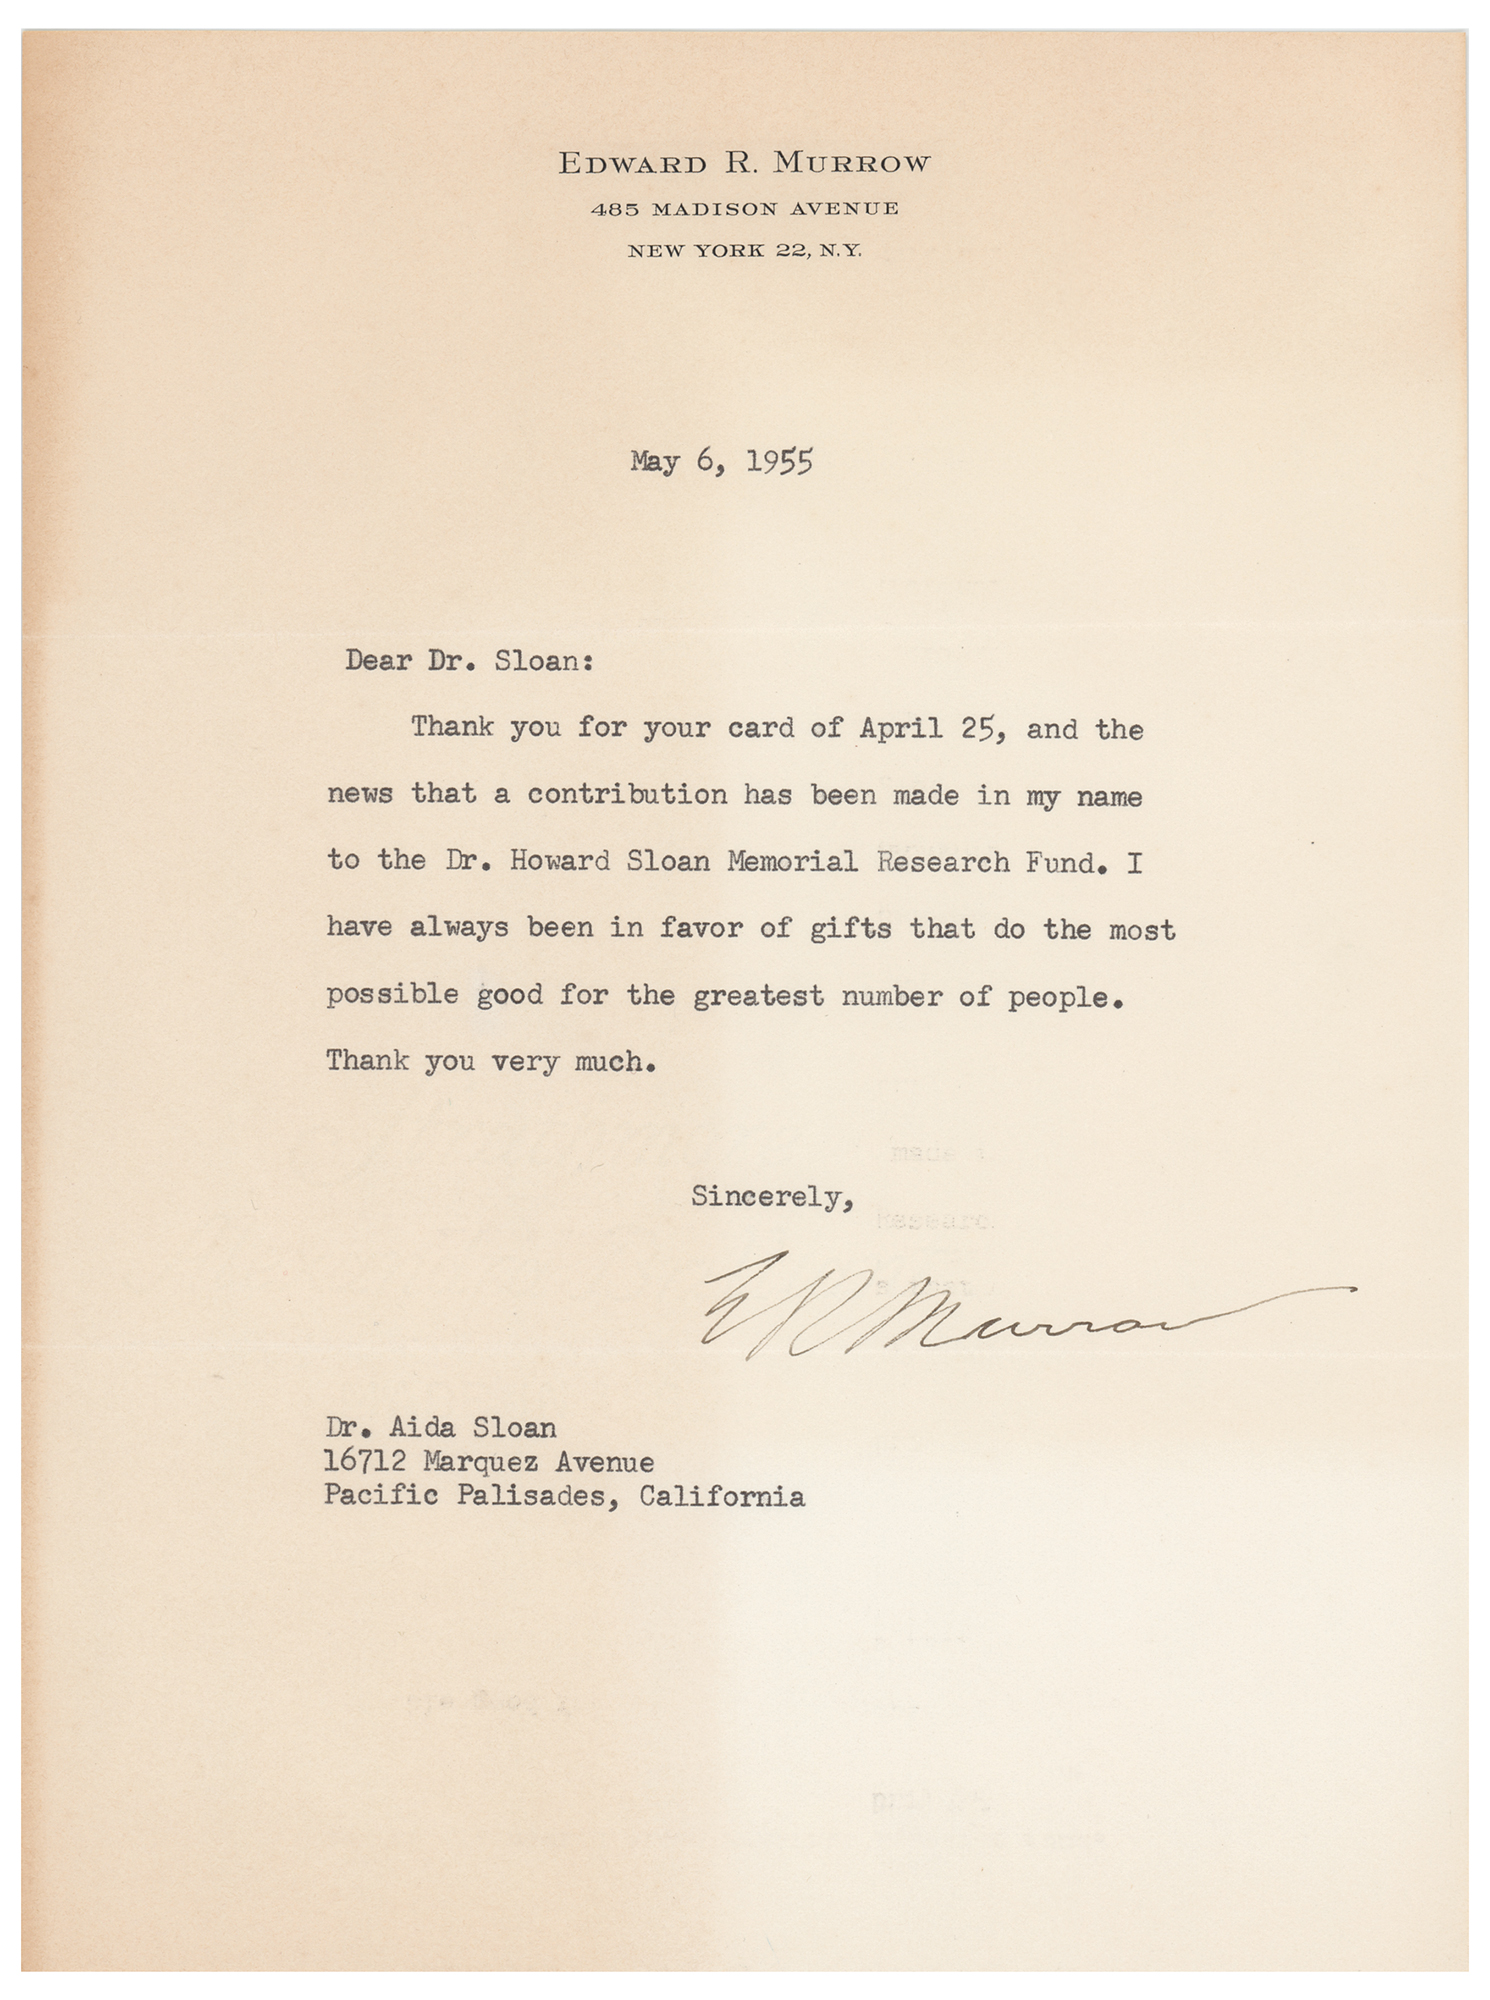 EDWARD R. MURROW
485 MADISON AVENUE
NEW YORK 22, N.Y.
May 6, 1955
Dear Dr. Sloan:
Thank you for your card of April 25, and the
news that a contribution has been made in my name
to the Dr. Howard Sloan Memorial Research Fund. I
have always been in favor of gifts that do the most
possible good for the greatest number of people.
Thank you very much.
Sincerely,
ER Murrow
Dr. Aida Sloan
16712 Marquez Avenue
Pacific Palisades, California